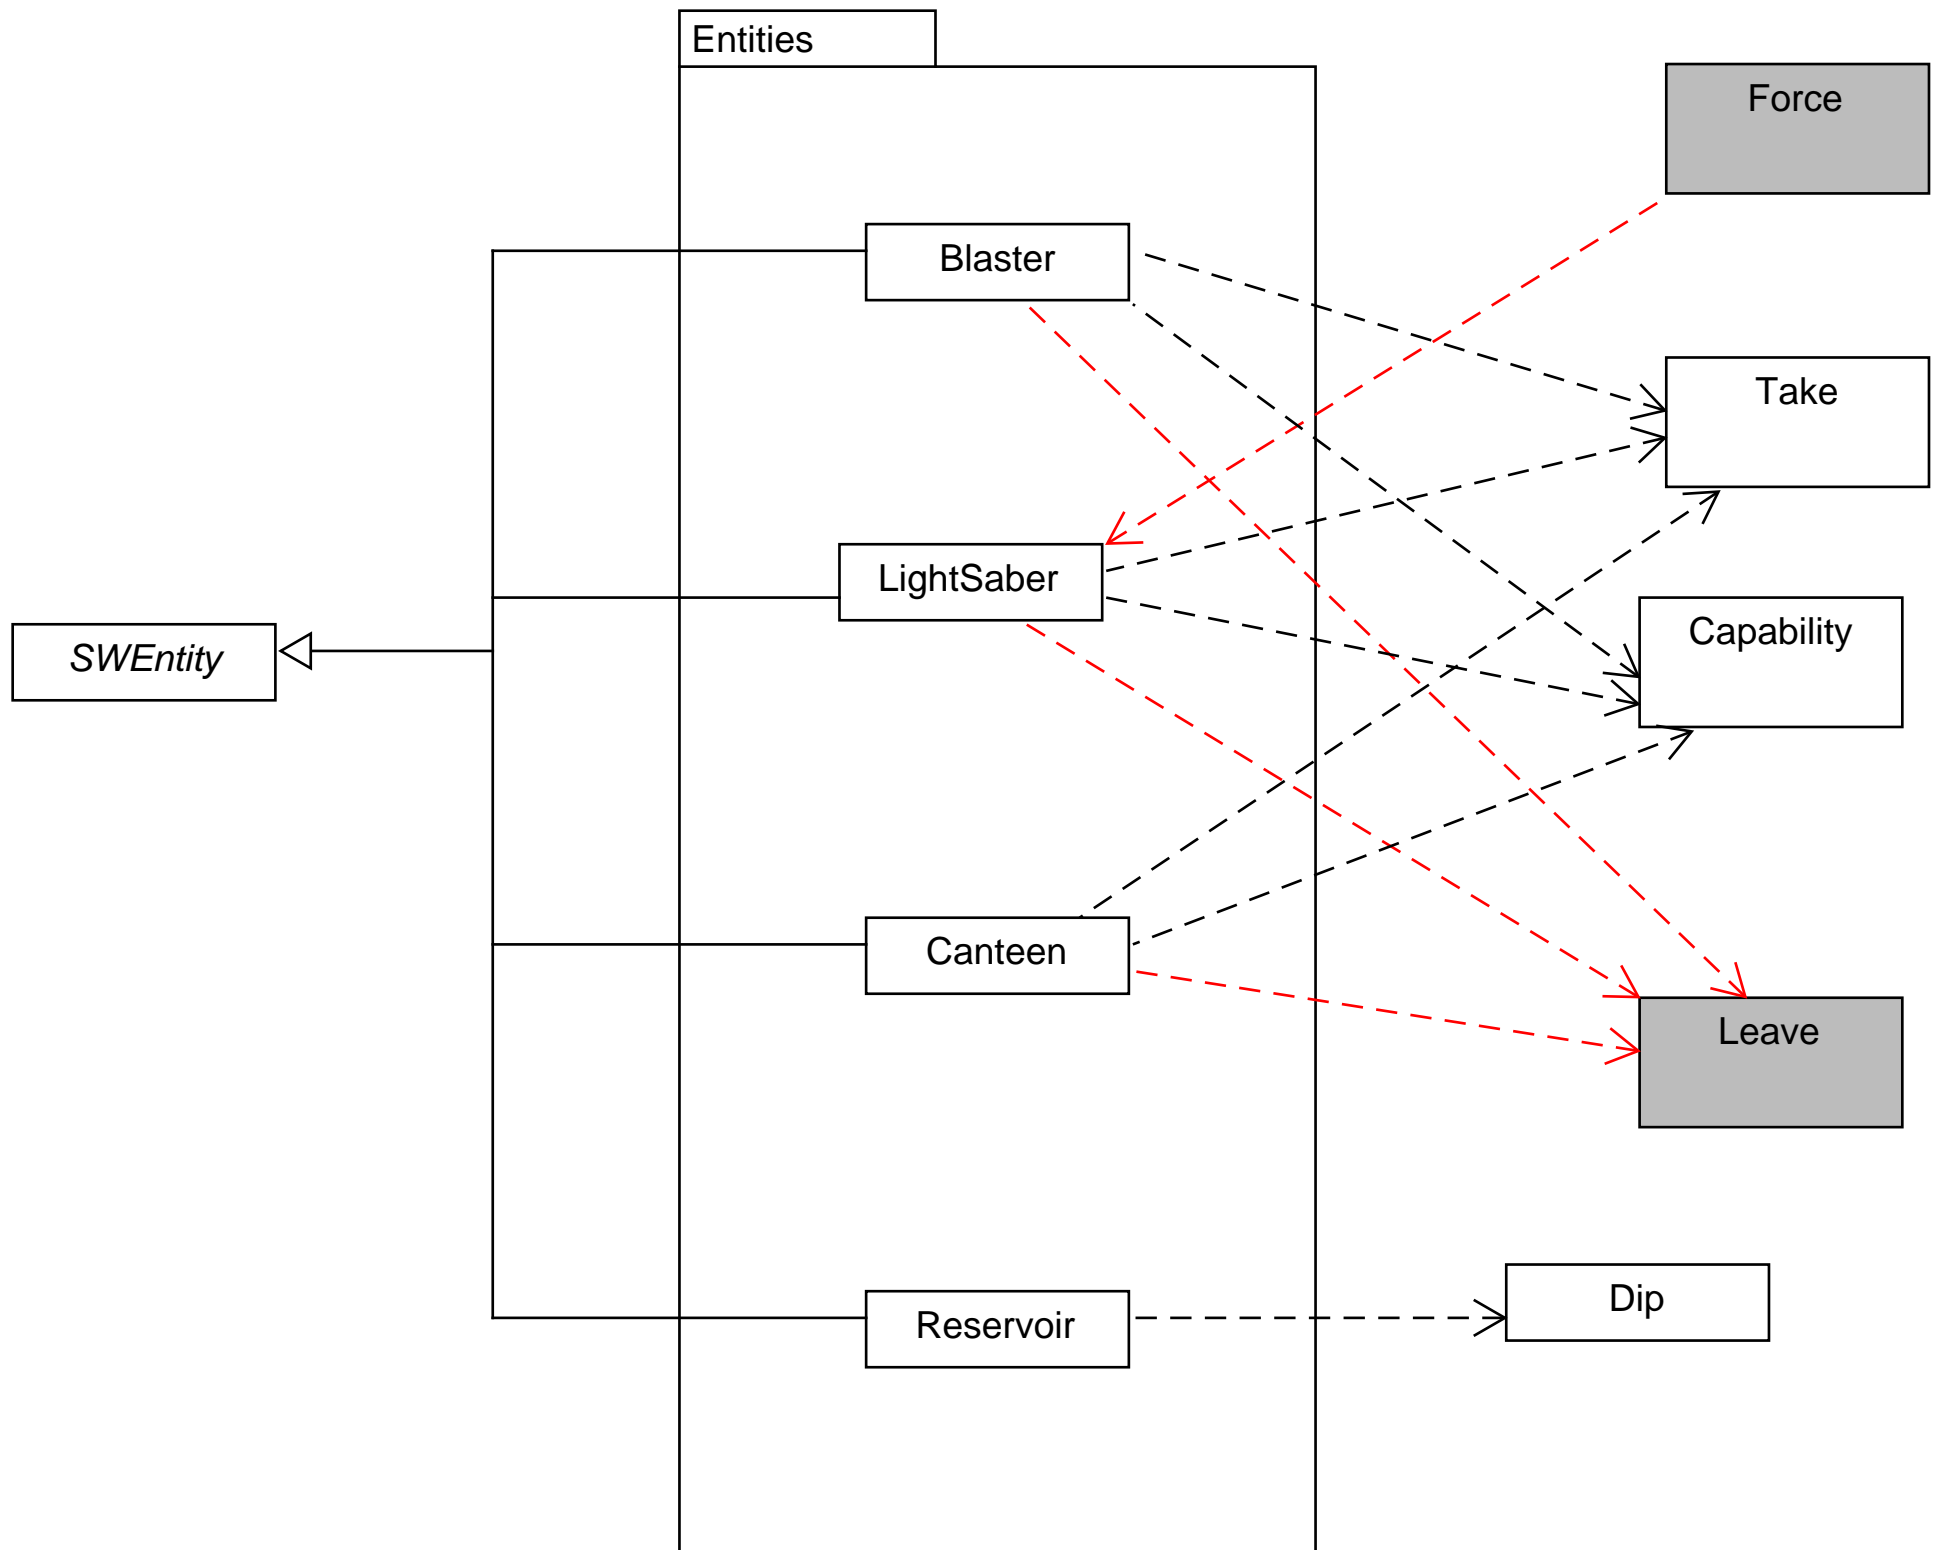 Entities
Force
Blaster
Take
LightSaber
Capability
SWEntity
Canteen
Leave
Dip
Reservoir